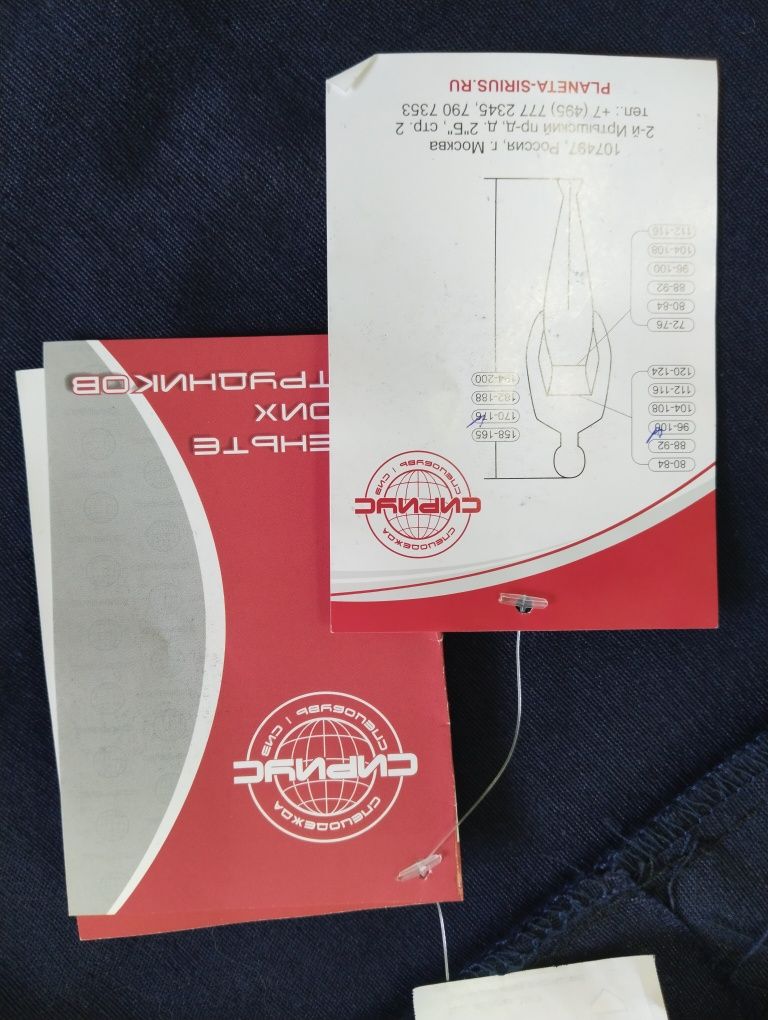 СПЕЦОДЕЖДА
СИРИУС
СПЕЦОБУВЬ | СИЗ
80-84
88-92
96-100
104-108
112-116
120-124
158-165
170-176
182-188
194-200
72-76
80-84
88-92
96-100
104-108
112-116
107497, Россия, г. Москва
2-й Иртышский пр-д, д. 2"Б", стр. 2
тел.: +7 (495) 777 2345, 790 7353
PLANETA-SIRIUS.RU
СПЕЦОДЕЖДА
СИРИУС
СПЕЦОБУВЬ | СИЗ
ЕНЬТЕ
ОИХ
ТРУДНИКОВ